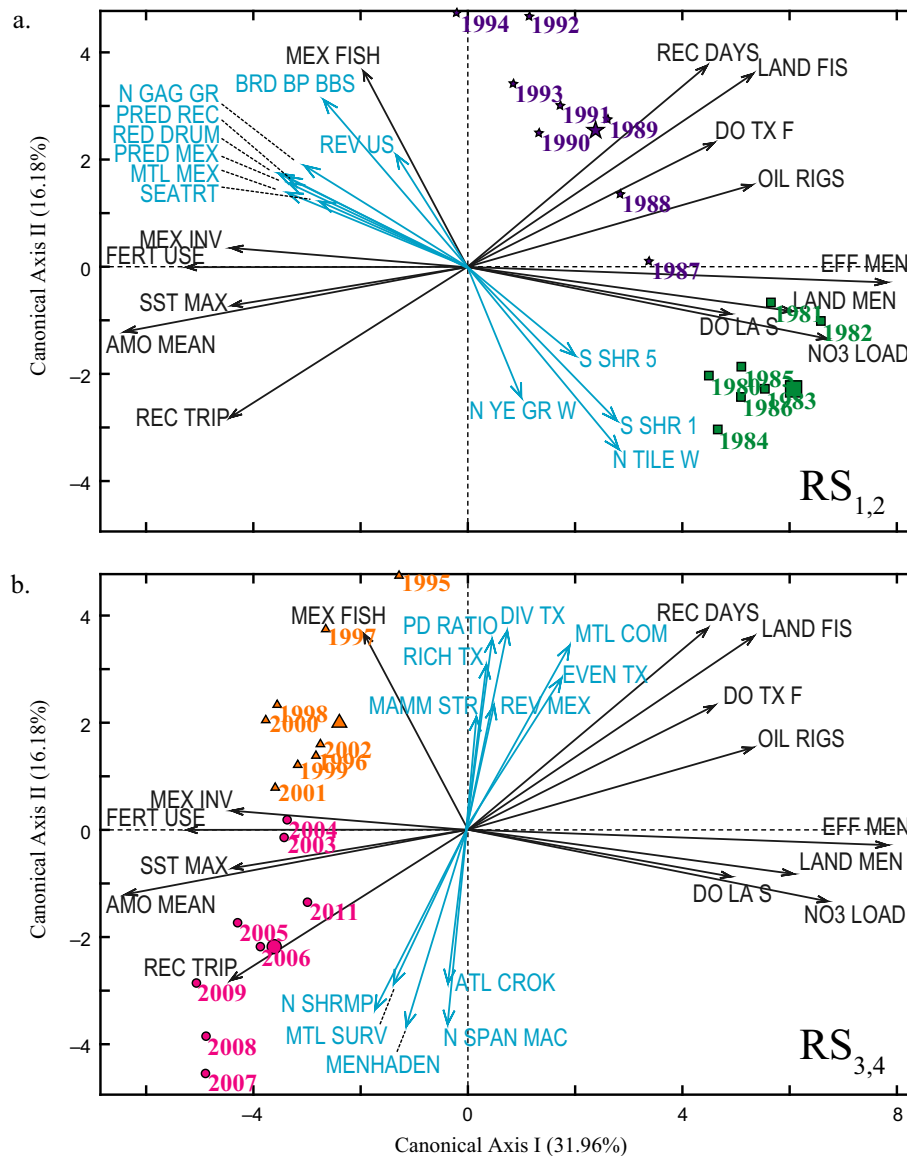 a.
1994
1992
4
MEX FISH
REC DAYS
LAND FIS
N GAG GR
BRD BP BBS
1993
PRED REC
1991
RED DRUM
1989
DO TX F
PRED MEX
REV US
1990
2
MTL MEX
OIL RIGS
SEATRT
1988
MEX INV
FERT USE
1987
EFF MEN
0
SST MAX
LAND MEN
1981
DO LA S
1982
AMO MEAN
NO3 LOAD
S SHR 5
1985
1980
1983
−2
N YE GR W
1986
REC TRIP
S SHR 1
1984
N TILE W
−4
RS1,2
Canonical Axis II (16.18%)
b.
1995
4
MEX FISH
1997
PD RATIO
DIV TX
REC DAYS
MTL COM
LAND FIS
RICH TX
EVEN TX
1998
2000
MAMM STR
REV MEX
DO TX F
2
2002
1996
OIL RIGS
1999
2001
MEX INV
FERT USE
2004
EFF MEN
0
2003
SST MAX
LAND MEN
DO LA S
AMO MEAN
2011
NO3 LOAD
2005
−2
2006
REC TRIP
ATL CROK
2009
N SHRMP
MTL SURV
N SPAN MAC
MENHADEN
2008
−4
2007
RS3,4
Canonical Axis II (16.18%)
−4
0
4
8
Canonical Axis I (31.96%)